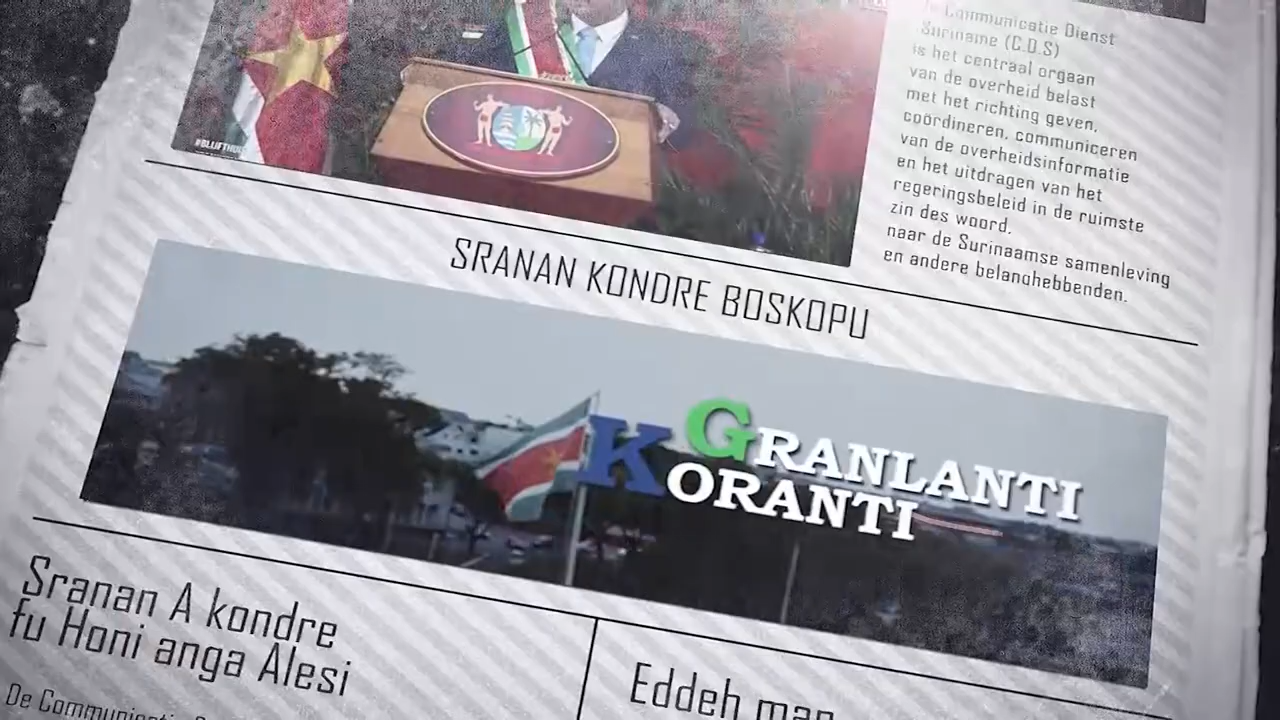 Communicatie Dienst
Suriname (C.D.S)
is het centraal orgaan
van de overheid belast
met het richting geven,
coördineren, communiceren
van de overheidsinformatie
en het uitdragen van het
regeringsbeleid in de ruimste
zin des woord,
naar de Surinaamse samenleving
en andere belanghebbenden.
SRANAN KONDRE BOSKOPU
GRANLANTI
KORANTI
Sranan A kondre
fu Honi anga Alesi
De
Eddeh man